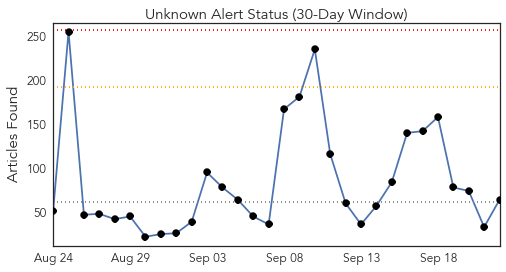 Unknown Alert Status (30-Day Window)
Articles Found
250
200
150
100
50
Aug 24 Aug 29 Sep 03 Sep 08 Sep 13 Sep 18